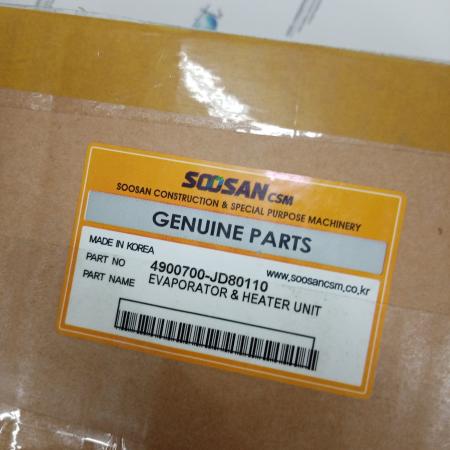 SOOSAN CSM
SOOSAN CONSTRUCTION & SPECIAL PURPOSE MACHINERY
GENUINE PARTS
MADE IN KOREA
www.soosancsm.co.kr
PART NO 4900700-JD80110
PART NAME EVAPORATOR & HEATER UNIT